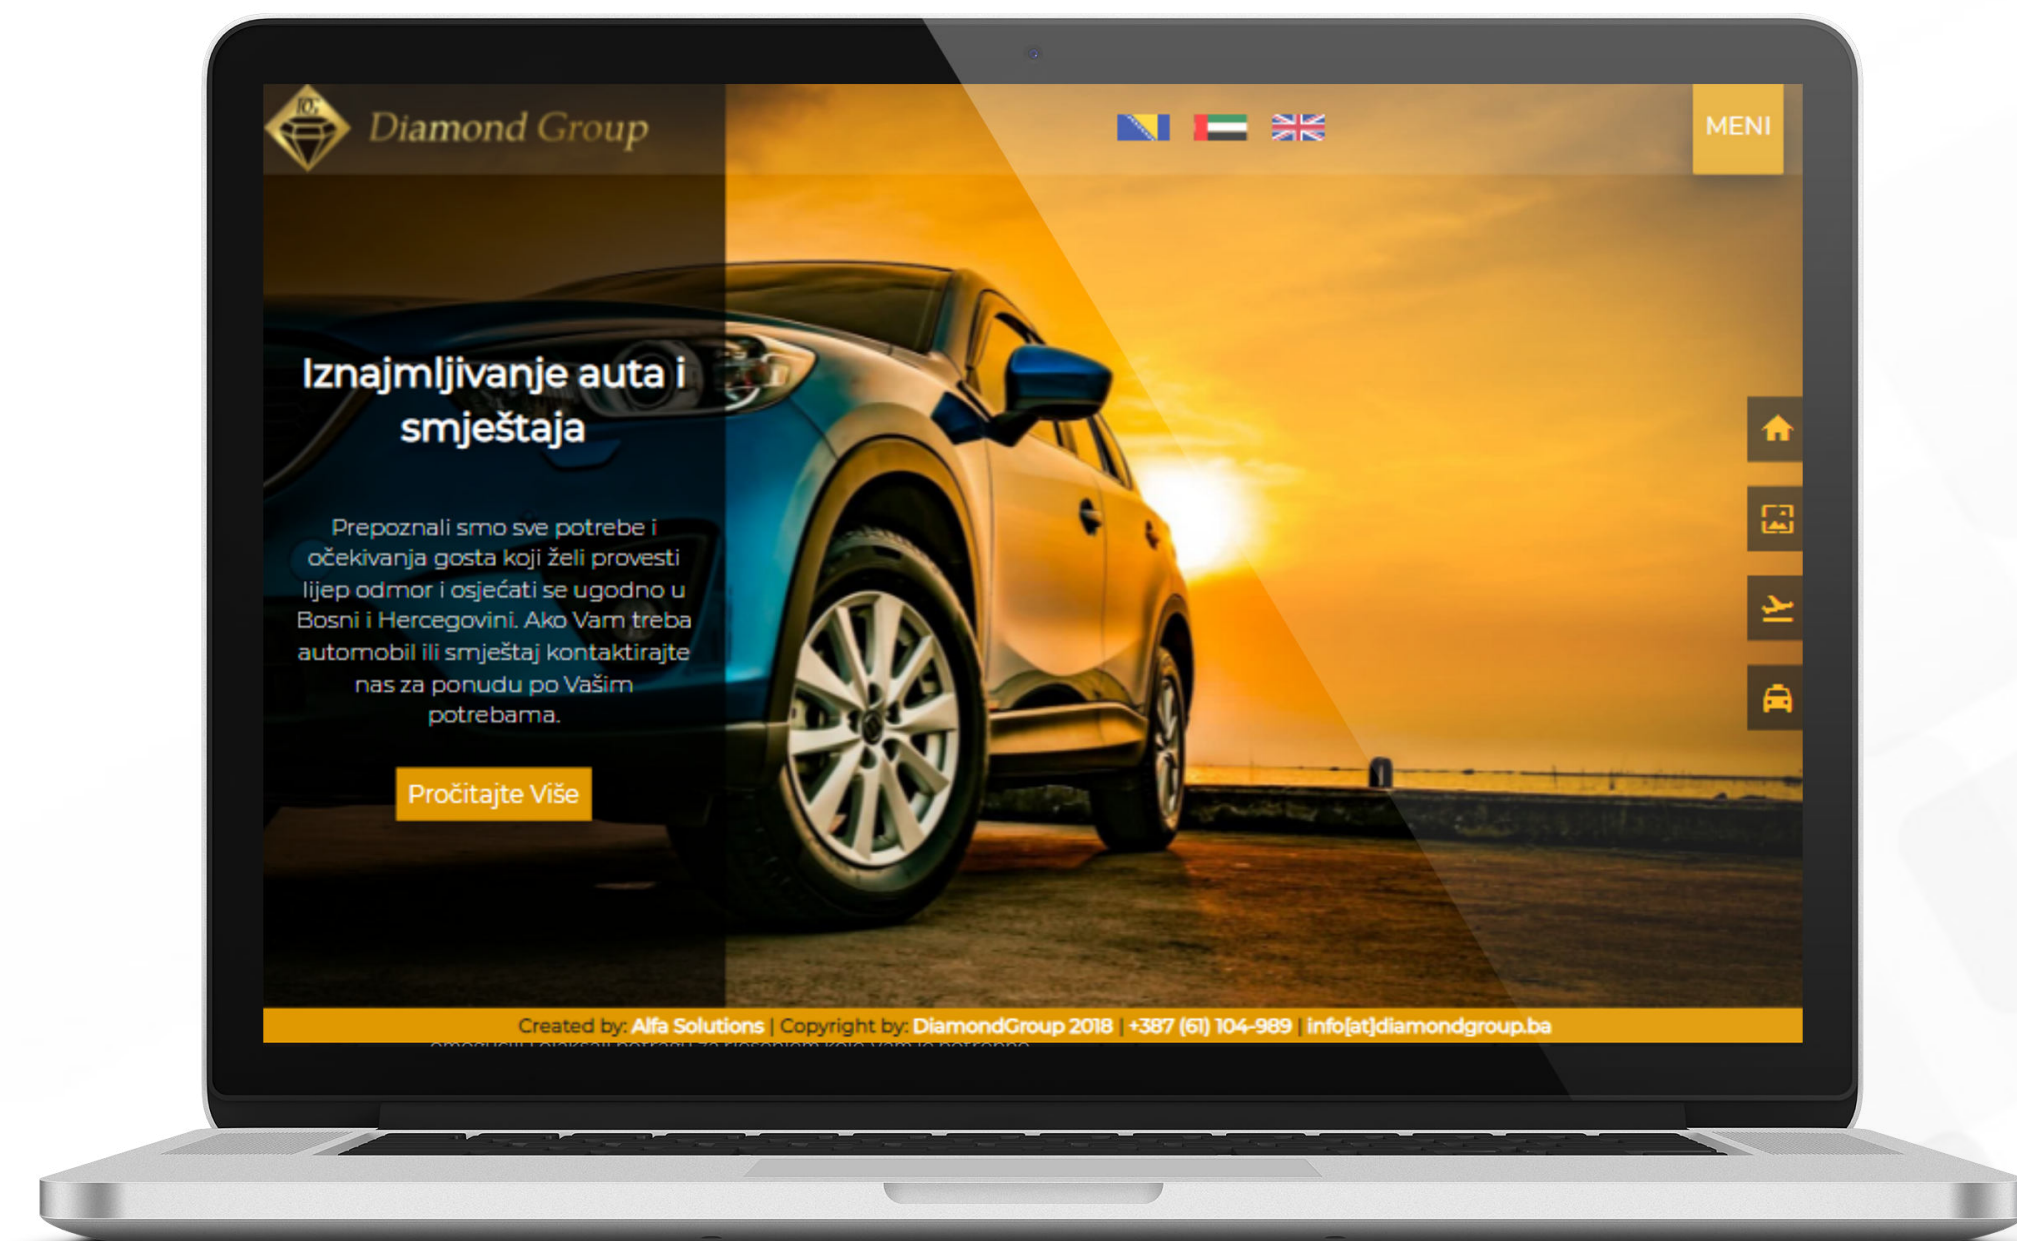 Diamond Group
MENI
Iznajmljivanje auta i
smještaja
Prepoznali smo sve potrebe i
očekivanja gosta koji želi provesti
lijep odmor i osjećati se ugodno u
Bosni i Hercegovini. Ako Vam treba
automobil ili smještaj kontaktirajte
nas za ponudu po Vašim
potrebama.
Pročitajte Više
Created by: Alfa Solutions | Copyright by: DiamondGroup 2018 | +387 (61) 104-989 | info[at]diamondgroup.ba